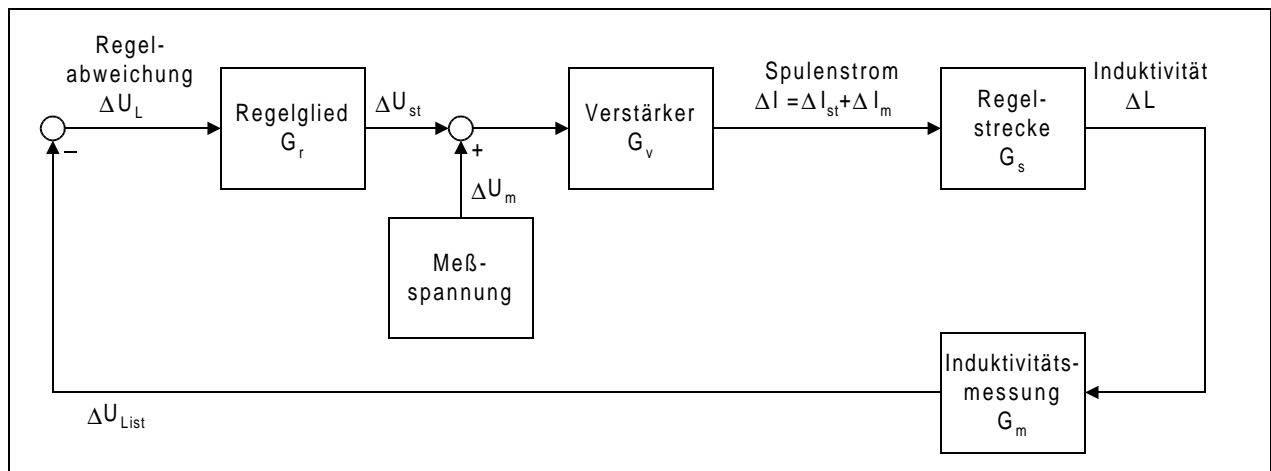 Regel-
abweichung
ΔU_L
Regelglied
G_r
ΔU_st
+
−
ΔU_m
Meß-
spannung
Verstärker
G_v
Spulenstrom
ΔI =ΔI_st+ΔI_m
Regel-
strecke
G_s
Induktivität
ΔL
Induktivitäts-
messung
G_m
ΔU_List